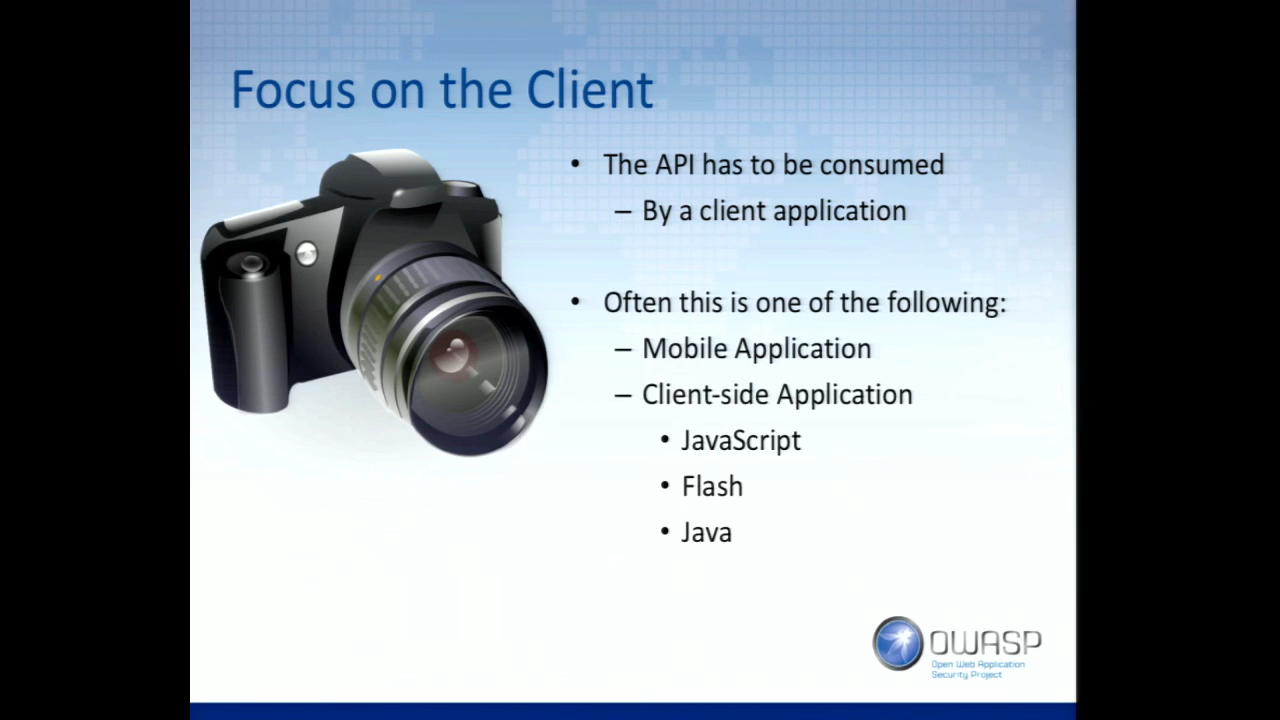 Focus on the Client
• The API has to be consumed
– By a client application
• Often this is one of the following:
– Mobile Application
– Client-side Application
• JavaScript
• Flash
• Java
OWASP
Open Web Application
Security Project